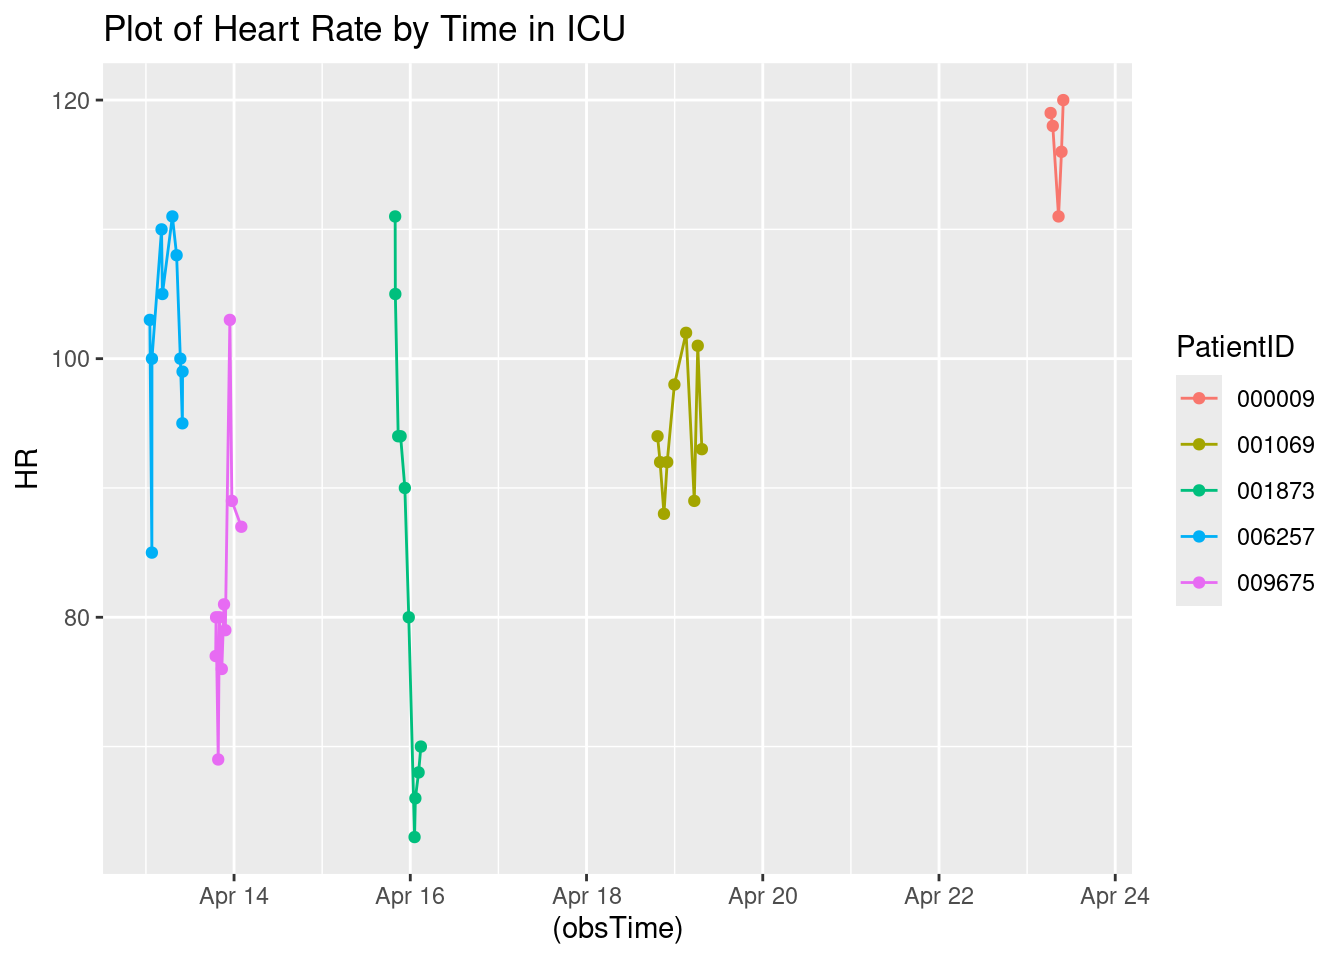 Plot of Heart Rate by Time in ICU
120
100
80
HR
Apr 14
Apr 16
Apr 18
Apr 20
Apr 22
Apr 24
(obsTime)
PatientID
000009
001069
001873
006257
009675